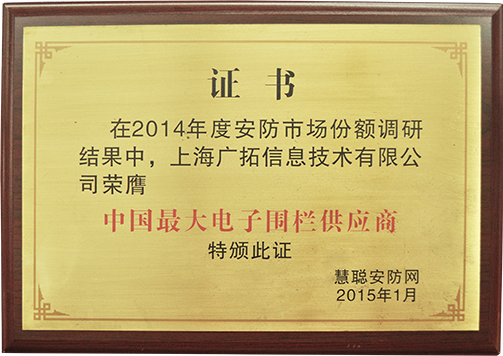 证书
在2014年度安防市场份额调研
结果中，上海广拓信息技术有限公
司荣膺
中国最大电子围栏供应商
特颁此证
慧聪安防网
2015年1月